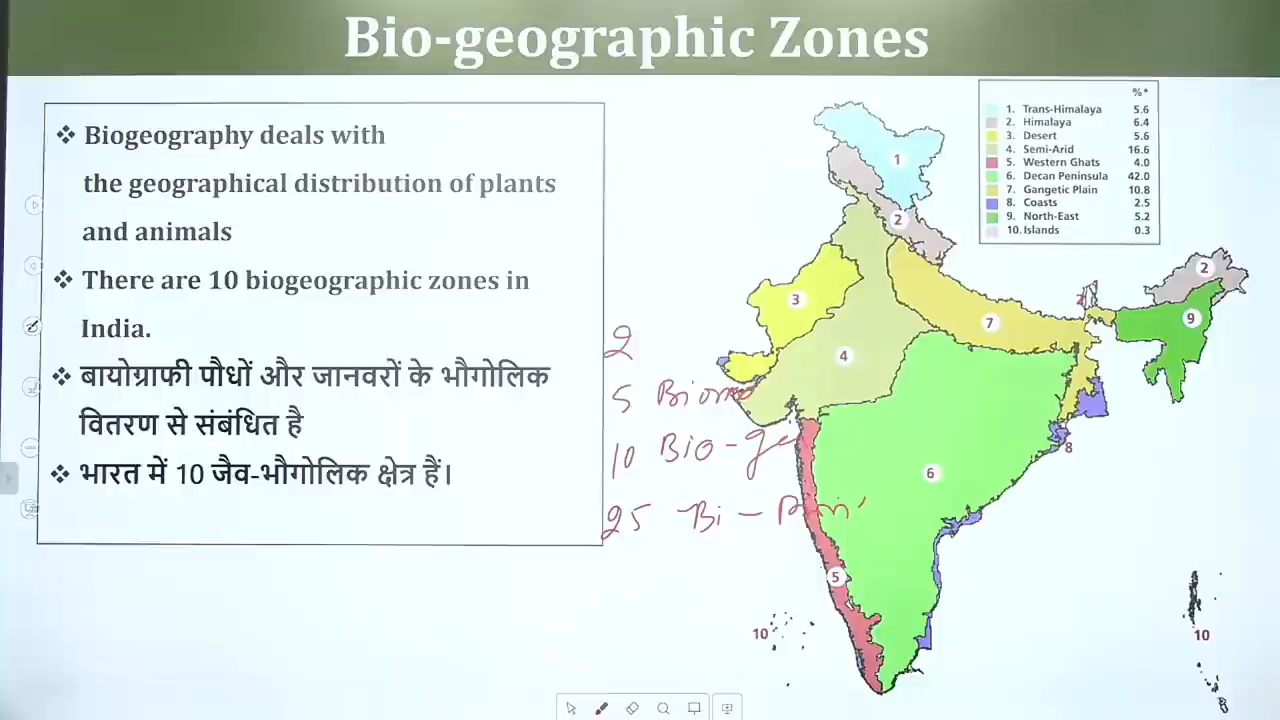 Bio-geographic Zones
❖ Biogeography deals with
the geographical distribution of plants
and animals
❖ There are 10 biogeographic zones in
India.
❖ बायोग्राफी पौधों और जानवरों के भौगोलिक
वितरण से संबंधित है
❖ भारत में 10 जैव-भौगोलिक क्षेत्र हैं।
2
5
10 Bio-
25
%*
1. Trans-Himalaya 5.6
2. Himalaya 6.4
3. Desert 5.6
4. Semi-Arid 16.6
5. Western Ghats 4.0
6. Decan Peninsula 42.0
7. Gangetic Plain 10.8
8. Coasts 2.5
9. North-East 5.2
10. Islands 0.3
1
2
2
2
3
9
7
4
8
6
5
10
10